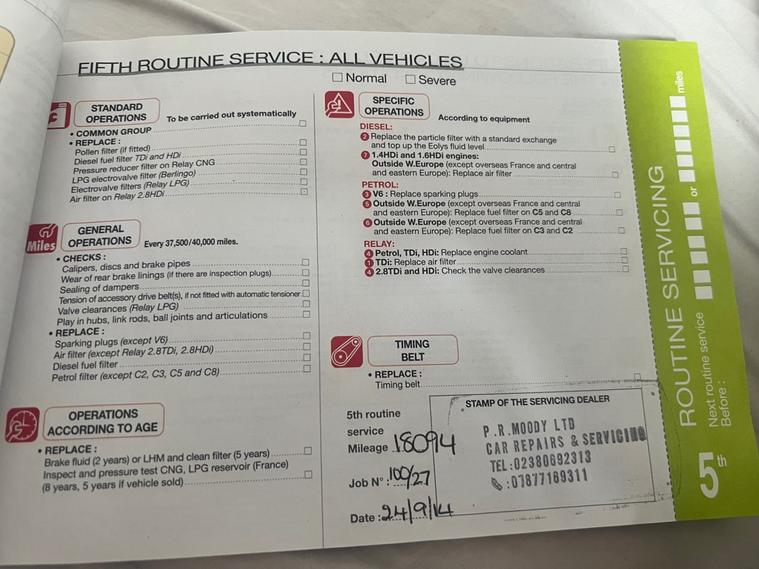 FIFTH ROUTINE SERVICE : ALL VEHICLES
Normal Severe
STANDARD
OPERATIONS
To be carried out systematically
• COMMON GROUP
• REPLACE :
Pollen filter (if fitted)
Diesel fuel filter TDi and HDi
Pressure reducer filter on Relay CNG
LPG electrovalve filter (Berlingo)
Electrovalve filters (Relay LPG)
Air filter on Relay 2.8HDi
Miles
GENERAL
OPERATIONS
Every 37,500/40,000 miles.
• CHECKS :
Calipers, discs and brake pipes
Wear of rear brake linings (if there are inspection plugs)
Sealing of dampers
Tension of accessory drive belt(s), if not fitted with automatic tensioner
Valve clearances (Relay LPG)
Play in hubs, link rods, ball joints and articulations
• REPLACE :
Sparking plugs (except V6)
Air filter (except Relay 2.8TDi, 2.8HDi)
Diesel fuel filter
Petrol filter (except C2, C3, C5 and C8)
OPERATIONS
ACCORDING TO AGE
• REPLACE :
Brake fluid (2 years) or LHM and clean filter (5 years)
Inspect and pressure test CNG, LPG reservoir (France)
(8 years, 5 years if vehicle sold)
SPECIFIC
OPERATIONS
According to equipment
DIESEL:
2 Replace the particle filter with a standard exchange
and top up the Eolys fluid level
7 1.4HDi and 1.6HDi engines:
Outside W.Europe (except overseas France and central
and eastern Europe): Replace air filter
PETROL:
3 V6 : Replace sparking plugs
5 Outside W.Europe (except overseas France and central
and eastern Europe): Replace fuel filter on C5 and C8
6 Outside W.Europe (except overseas France and central
and eastern Europe): Replace fuel filter on C3 and C2
RELAY:
4 Petrol, TDi, HDi: Replace engine coolant
1 TDi: Replace air filter
4 2.8TDi and HDi: Check the valve clearances
TIMING
BELT
• REPLACE :
Timing belt
5th routine
service
Mileage 18094
Job N° : 100/27
Date : 24/9/14
STAMP OF THE SERVICING DEALER
P.R.MOODY LTD
CAR REPAIRS & SERVICING
TEL:02380692313
:07877189311
ROUTINE SERVICING
5th
Next routine service
Before :
or
miles